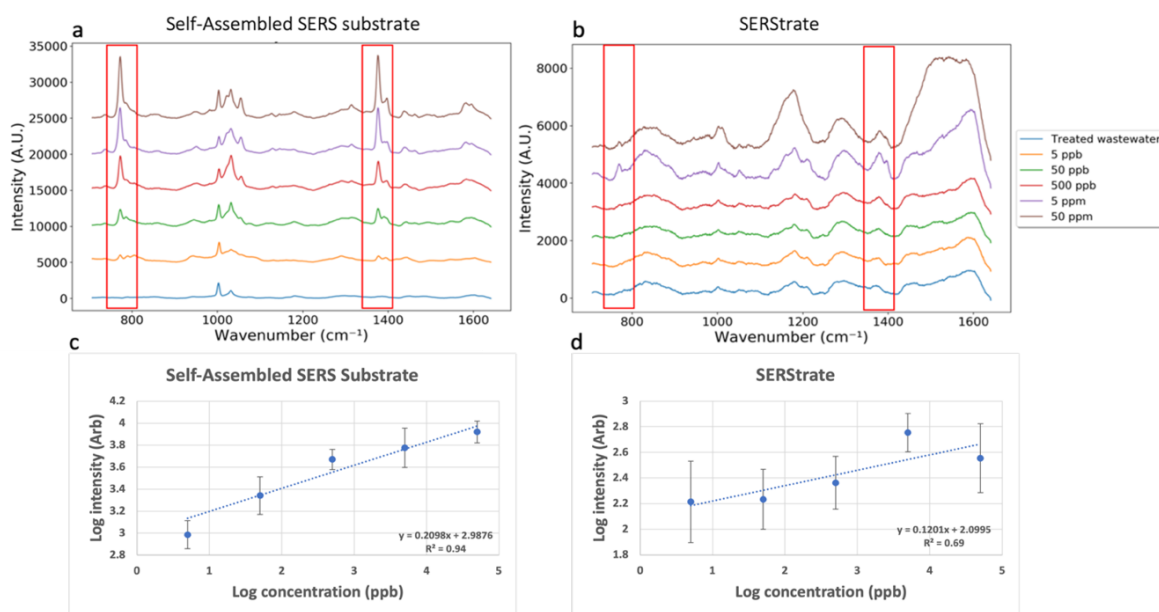 a
Self-Assembled SERS substrate
35000
30000
25000
20000
15000
10000
5000
0
Intensity (A.U.)
800
1000
1200
1400
1600
Wavenumber (cm⁻¹)
b
SERStrate
8000
6000
4000
2000
0
Intensity (A.U.)
800
1000
1200
1400
1600
Wavenumber (cm⁻¹)
Treated wastewater
5 ppb
50 ppb
500 ppb
5 ppm
50 ppm
c
Self-Assembled SERS Substrate
4.2
4
3.8
3.6
3.4
3.2
3
2.8
Log intensity (Arb)
y = 0.2098x + 2.9876
R² = 0.94
0
1
2
3
4
5
Log concentration (ppb)
d
SERStrate
3
2.8
2.6
2.4
2.2
2
1.8
Log intensity (Arb)
y = 0.1201x + 2.0995
R² = 0.69
0
1
2
3
4
5
Log concentration (ppb)